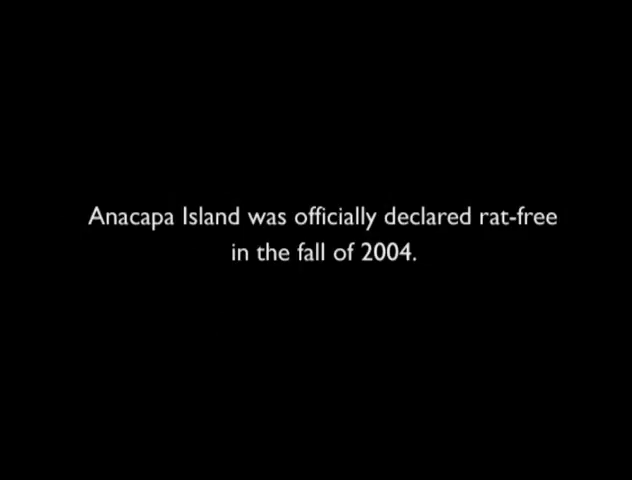 Anacapa Island was officially declared rat-free
in the fall of 2004.